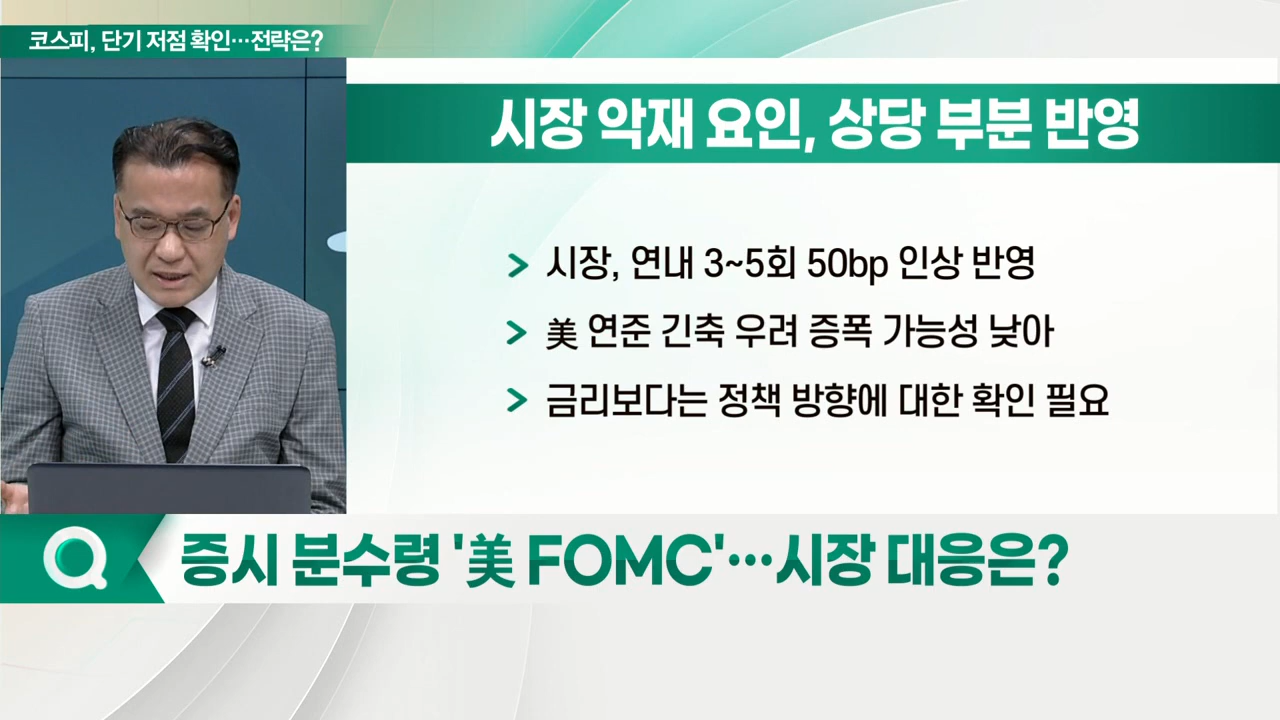 코스피, 단기 저점 확인…전략은?
시장 악재 요인, 상당 부분 반영
> 시장, 연내 3~5회 50bp 인상 반영
> 美 연준 긴축 우려 증폭 가능성 낮아
> 금리보다는 정책 방향에 대한 확인 필요
Q 증시 분수령 '美 FOMC'…시장 대응은?